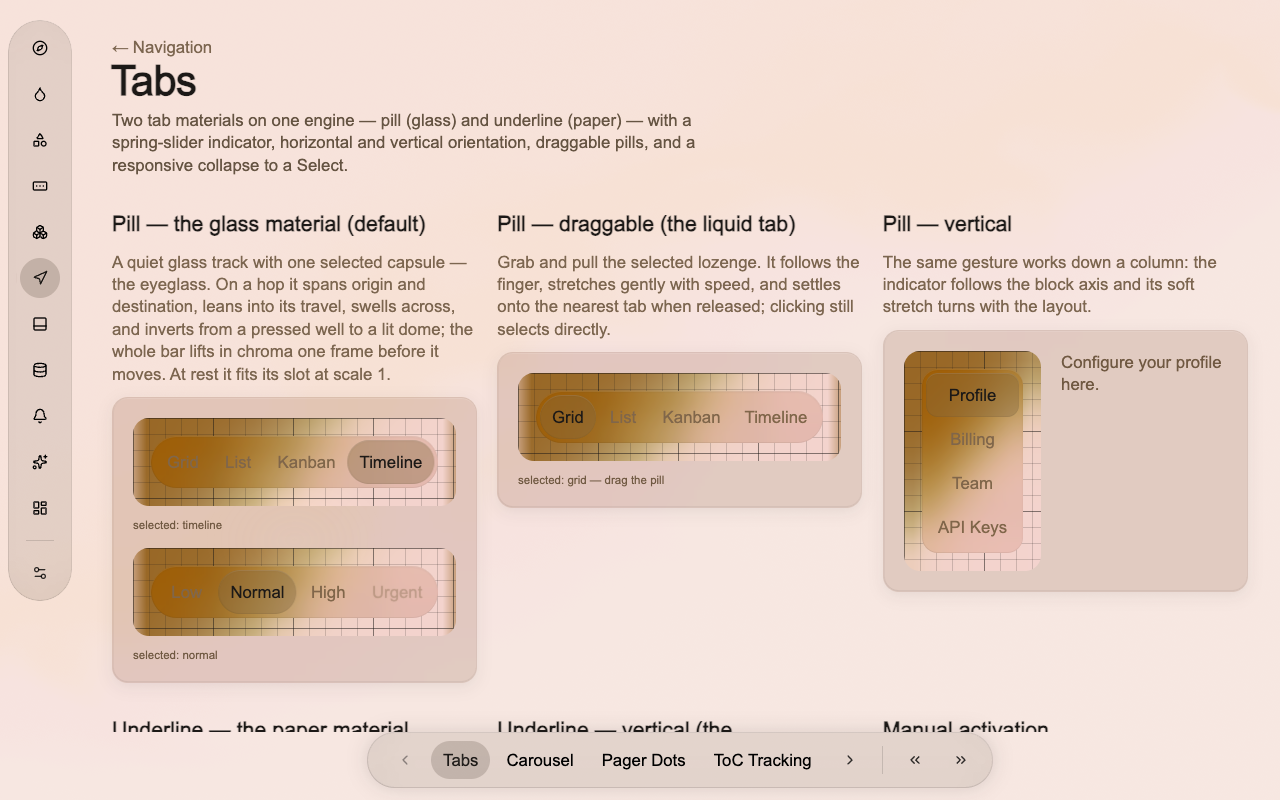 ← Navigation
Tabs
Two tab materials on one engine — pill (glass) and underline (paper) — with a
spring-slider indicator, horizontal and vertical orientation, draggable pills, and a
responsive collapse to a Select.
Pill — the glass material (default)
A quiet glass track with one selected capsule —
the eyeglass. On a hop it spans origin and
destination, leans into its travel, swells across,
and inverts from a pressed well to a lit dome; the
whole bar lifts in chroma one frame before it
moves. At rest it fits its slot at scale 1.
Grid List Kanban Timeline
selected: timeline
Low Normal High Urgent
selected: normal
Pill — draggable (the liquid tab)
Grab and pull the selected lozenge. It follows the
finger, stretches gently with speed, and settles
onto the nearest tab when released; clicking still
selects directly.
Grid List Kanban Timeline
selected: grid — drag the pill
Pill — vertical
The same gesture works down a column: the
indicator follows the block axis and its soft
stretch turns with the layout.
Profile
Billing
Team
API Keys
Configure your profile
here.
Underline — the paper material
Underline — vertical (the
Manual activation
‹ Tabs Carousel Pager Dots ToC Tracking › « »